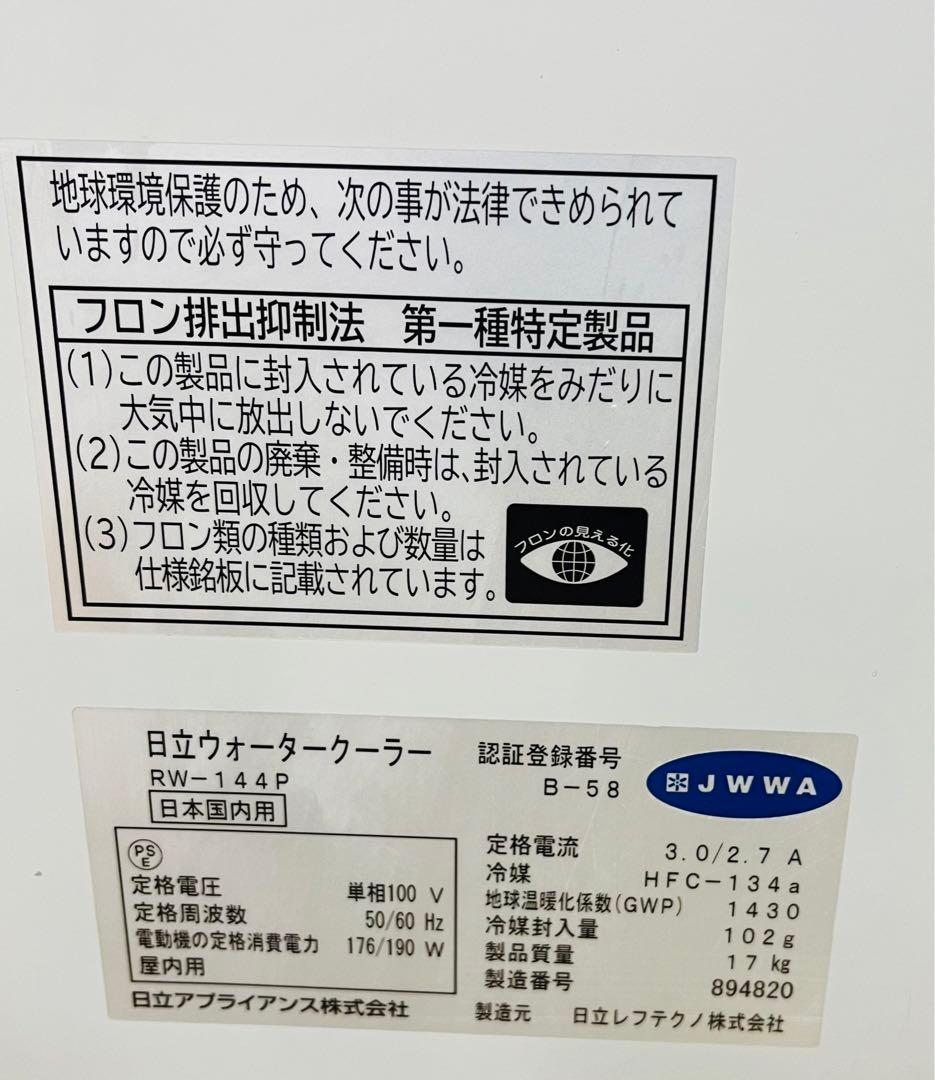 地球環境保護のため、次の事が法律できめられて
いますので必ず守ってください。
フロン排出抑制法 第一種特定製品
(1)この製品に封入されている冷媒をみだりに
大気中に放出しないでください。
(2)この製品の廃棄・整備時は、封入されている
冷媒を回収してください。
(3)フロン類の種類および数量は
仕様銘板に記載されています。
フロンの見える化
日立ウォータークーラー
RW-144P
日本国内用
認証登録番号
B-58
JWWA
PS
E
定格電圧 単相100 V
定格周波数 50/60 Hz
電動機の定格消費電力 176/190 W
屋内用
日立アプライアンス株式会社
定格電流 3.0/2.7 A
冷媒 HFC-134a
地球温暖化係数(GWP) 1430
冷媒封入量 102g
製品質量 17 kg
製造番号 894820
製造元 日立レフテクノ株式会社